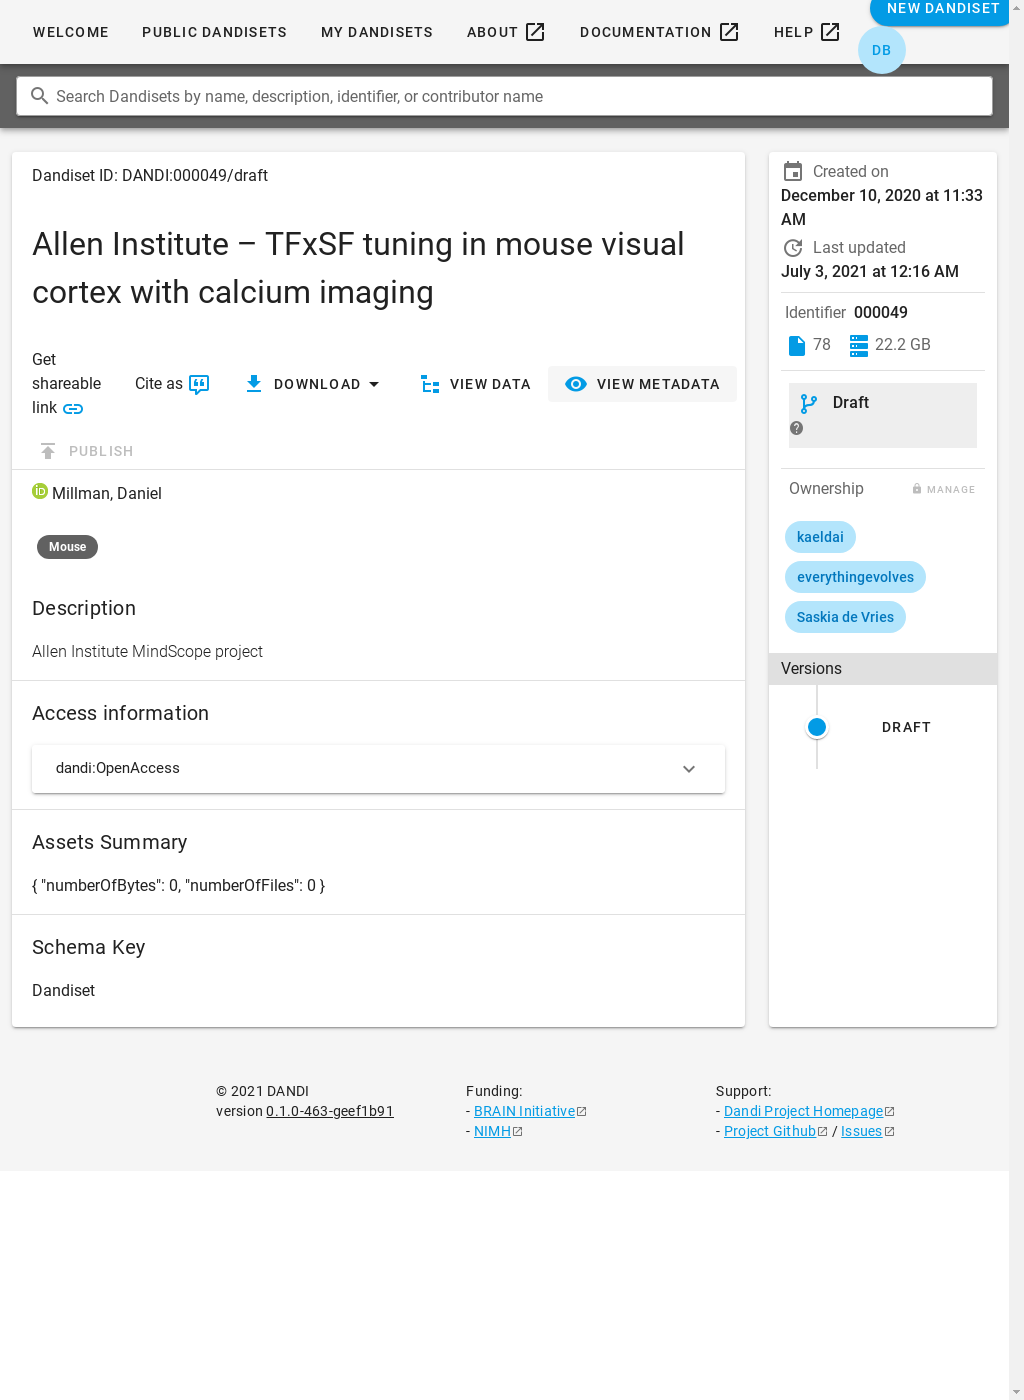 WELCOME PUBLIC DANDISETS MY DANDISETS ABOUT DOCUMENTATION HELP NEW DANDISET
DB
Search Dandisets by name, description, identifier, or contributor name
Dandiset ID: DANDI:000049/draft
Allen Institute – TFxSF tuning in mouse visual
cortex with calcium imaging
Get
shareable
link
Cite as
DOWNLOAD
VIEW DATA
VIEW METADATA
PUBLISH
iD Millman, Daniel
Mouse
Description
Allen Institute MindScope project
Access information
dandi:OpenAccess
Assets Summary
{ "numberOfBytes": 0, "numberOfFiles": 0 }
Schema Key
Dandiset
Created on
December 10, 2020 at 11:33
AM
Last updated
July 3, 2021 at 12:16 AM
Identifier 000049
78 22.2 GB
Draft
?
Ownership MANAGE
kaeldai
everythingevolves
Saskia de Vries
Versions
DRAFT
© 2021 DANDI
version 0.1.0-463-geef1b91
Funding:
- BRAIN Initiative
- NIMH
Support:
- Dandi Project Homepage
- Project Github / Issues